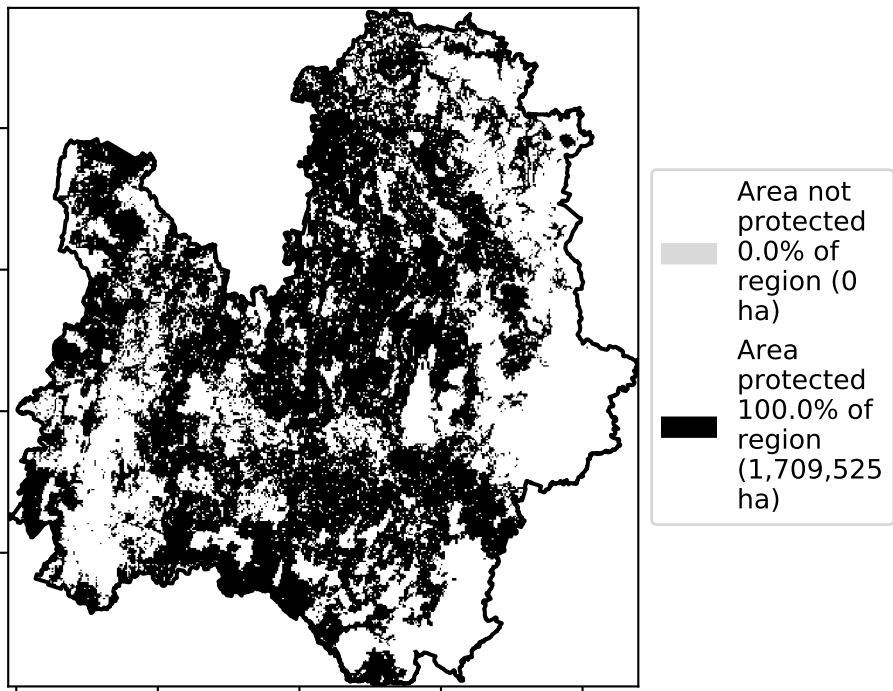 Area not
protected
0.0% of
region (0
ha)
Area
protected
100.0% of
region
(1,709,525
ha)